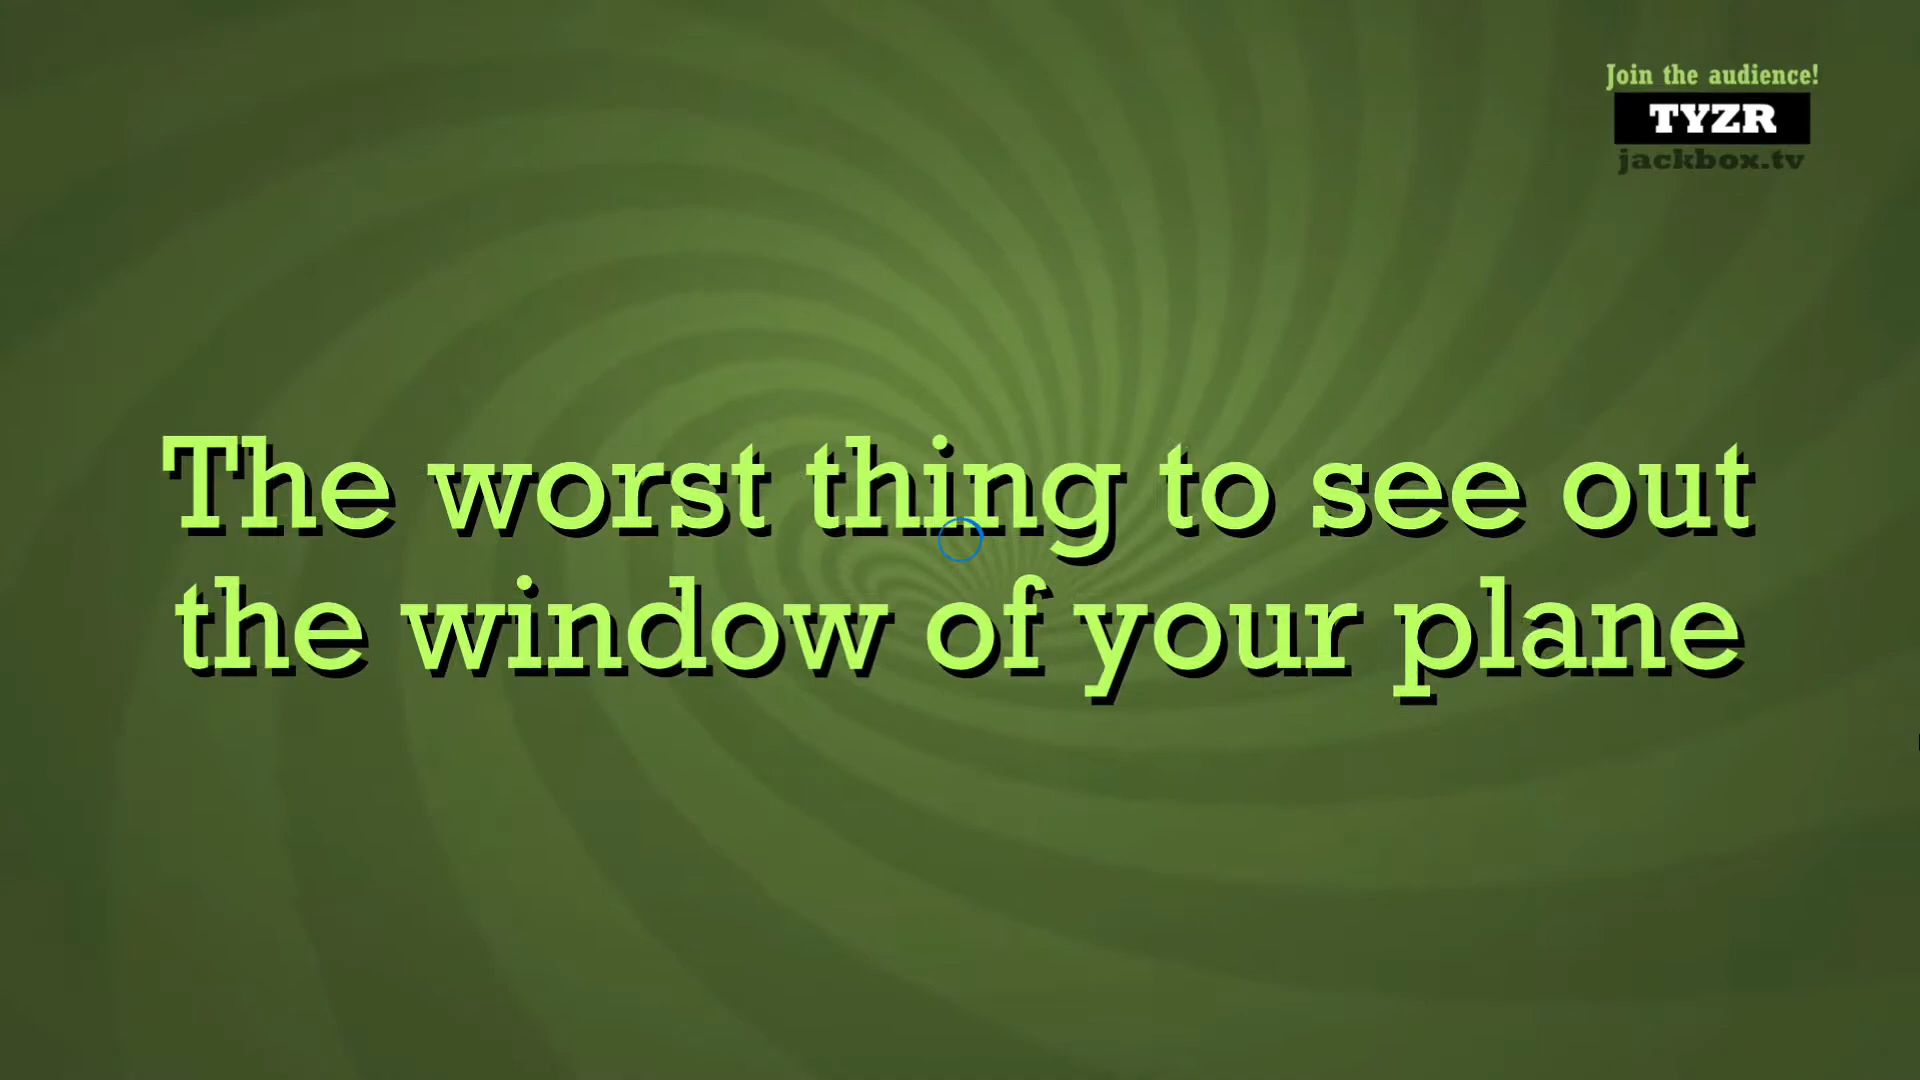 Join the audience!
TYZR
jackbox.tv
The worst thing to see out
the window of your plane